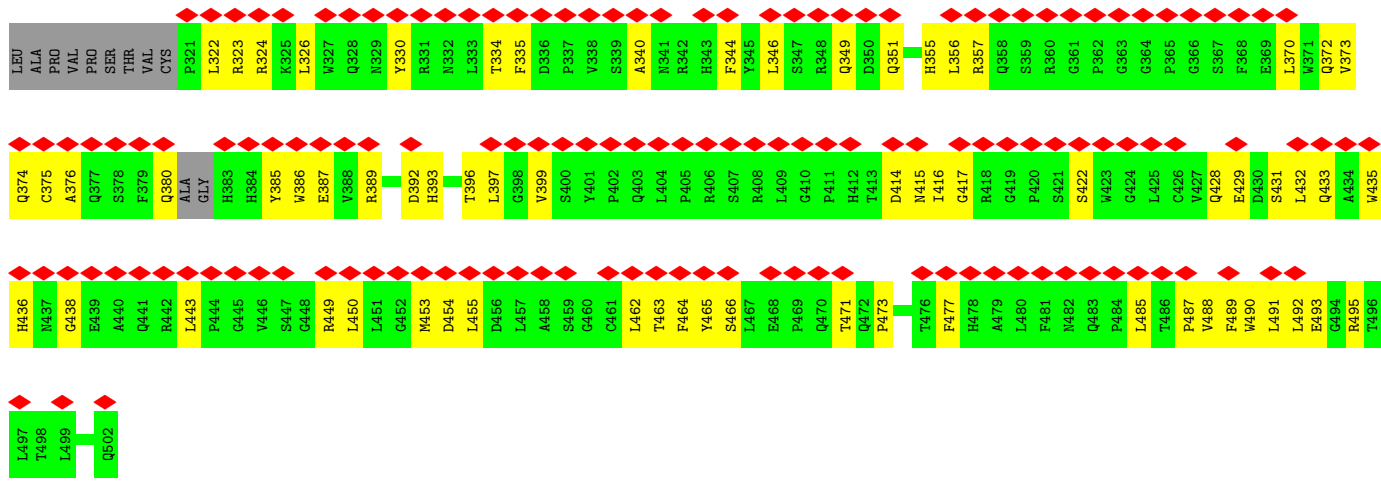 LEU ALA PRO VAL PRO SER THR VAL CYS P321 L322 R323 R324 K325 L326 W327 Q328 N329 Y330 R331 N332 L333 T334 F335 D336 P337 V338 S339 A340 N341 R342 H343 F344 Y345 L346 S347 R348 Q349 D350 Q351 H355 L356 R357 Q358 S359 R360 G361 P362 G363 G364 P365 G366 S367 F368 E369 L370 W371 Q372 V373
Q374 C375 A376 Q377 S378 F379 Q380 ALA GLY H383 H384 Y385 W386 E387 V388 R389 D392 H393 T396 L397 G398 V399 S400 Y401 P402 Q403 L404 P405 R406 S407 R408 L409 G410 P411 H412 T413 D414 N415 I416 G417 R418 G419 P420 S421 S422 W423 G424 L425 C426 V427 Q428 E429 D430 S431 L432 Q433 A434 W435
H436 N437 G438 E439 A440 Q441 R442 L443 P444 G445 V446 S447 G448 R449 L450 L451 G452 M453 D454 L455 D456 L457 A458 S459 G460 C461 L462 T463 F464 Y465 S466 L467 E468 P469 Q470 T471 Q472 P473 T476 F477 H478 A479 L480 F481 N482 Q483 P484 L485 T486 P487 V488 F489 W490 L491 L492 E493 G494 R495 T496
L497 T498 L499 Q502